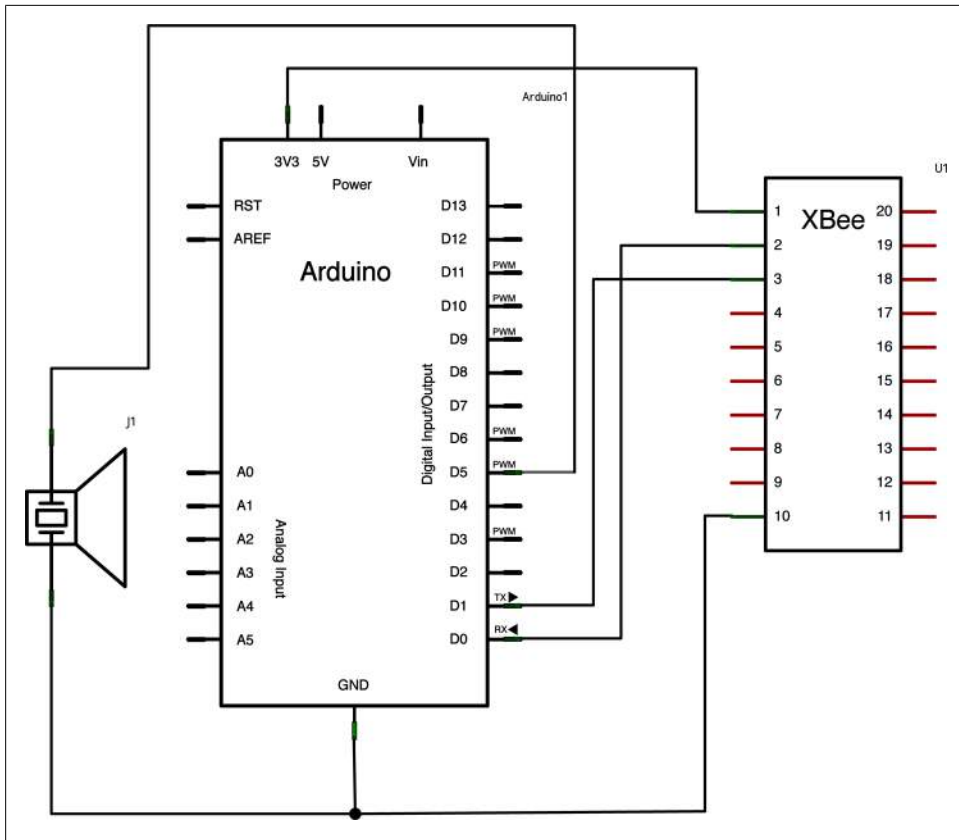 Arduino1
3V3 5V Vin
Power
U1
RST D13
1 XBee 20
AREF D12
2 19
Arduino
D11 PWM
3 18
D10 PWM
4 17
D9 PWM
5 16
D8
6 15
D7
7 14
D6
8 13
Digital Input/Output
J1
A0 D5 PWM
9 12
A1 D4
10 11
A2 D3 PWM
Analog Input
A3 D2
A4 D1 TX
A5 D0 RX
GND